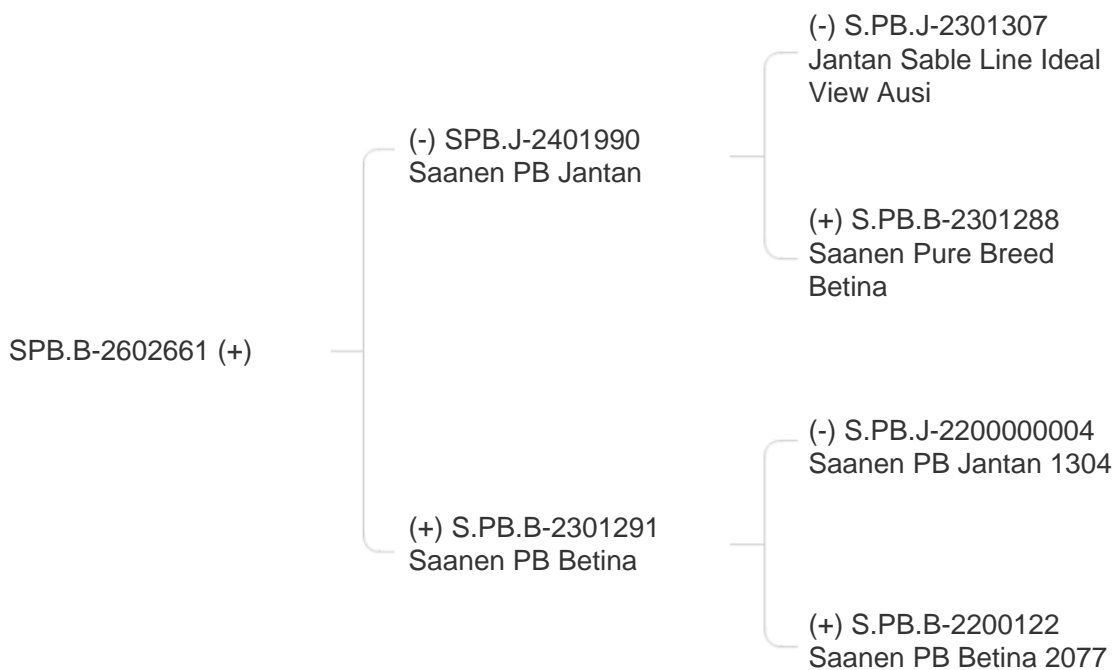 SPB.B-2602661 (+)
(-) SPB.J-2401990
Saanen PB Jantan
(-) S.PB.J-2301307
Jantan Sable Line Ideal
View Ausi
(+) S.PB.B-2301288
Saanen Pure Breed
Betina
(+) S.PB.B-2301291
Saanen PB Betina
(-) S.PB.J-2200000004
Saanen PB Jantan 1304
(+) S.PB.B-2200122
Saanen PB Betina 2077